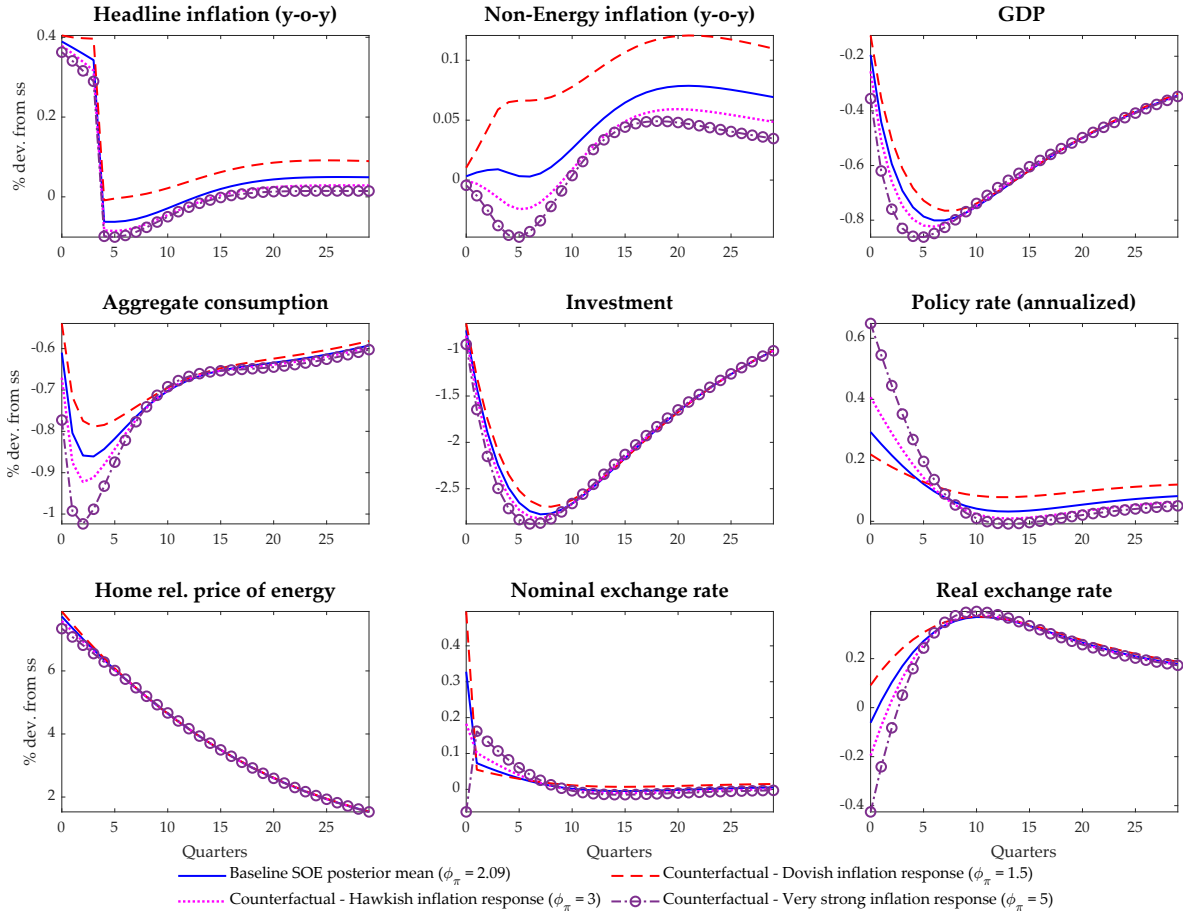 Headline inflation (y-o-y)
Non-Energy inflation (y-o-y)
GDP
% dev. from ss
0.4
0.2
0
0 5 10 15 20 25
0.1
0.05
0
0 5 10 15 20 25
-0.2
-0.4
-0.6
-0.8
0 5 10 15 20 25
Aggregate consumption
Investment
Policy rate (annualized)
% dev. from ss
-0.6
-0.7
-0.8
-0.9
-1
0 5 10 15 20 25
-1
-1.5
-2
-2.5
0 5 10 15 20 25
0.6
0.4
0.2
0
0 5 10 15 20 25
Home rel. price of energy
Nominal exchange rate
Real exchange rate
% dev. from ss
6
4
2
0 5 10 15 20 25
Quarters
0.4
0.3
0.2
0.1
0
0 5 10 15 20 25
Quarters
0.2
0
-0.2
-0.4
0 5 10 15 20 25
Quarters
Baseline SOE posterior mean (ϕπ = 2.09)
Counterfactual - Dovish inflation response (ϕπ = 1.5)
Counterfactual - Hawkish inflation response (ϕπ = 3)
Counterfactual - Very strong inflation response (ϕπ = 5)